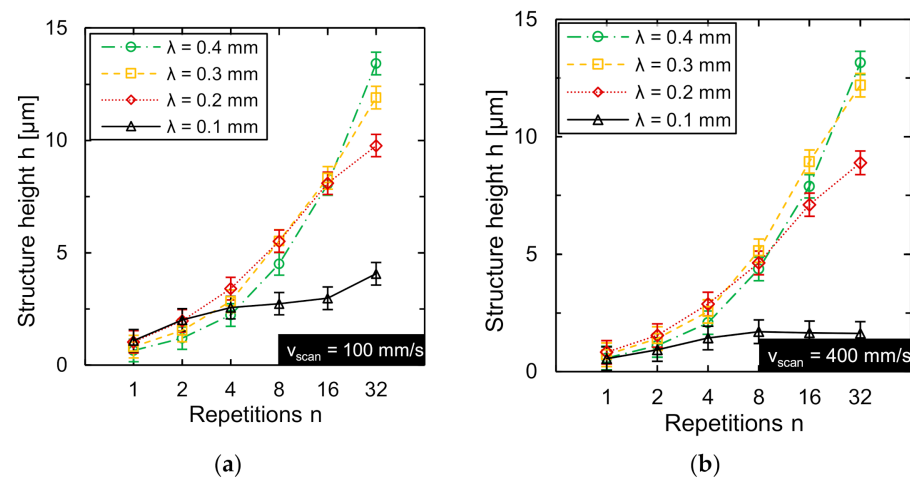 15
10
5
0
Structure height h [µm]
λ = 0.4 mm
λ = 0.3 mm
λ = 0.2 mm
λ = 0.1 mm
v_scan = 100 mm/s
1 2 4 8 16 32
Repetitions n
(a)
15
10
5
0
Structure height h [µm]
λ = 0.4 mm
λ = 0.3 mm
λ = 0.2 mm
λ = 0.1 mm
v_scan = 400 mm/s
1 2 4 8 16 32
Repetitions n
(b)